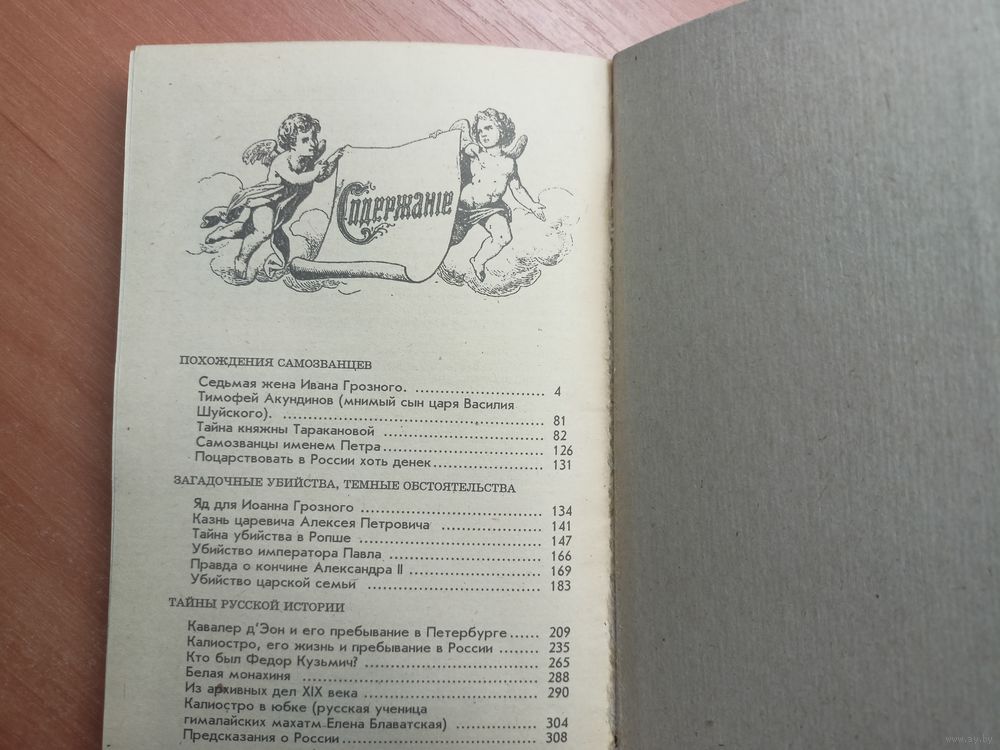 Содержаніе
ПОХОЖДЕНИЯ САМОЗВАНЦЕВ
Седьмая жена Ивана Грозного. .................... 4
Тимофей Акундинов (мнимый сын царя Василия
Шуйского). ........................................ 81
Тайна княжны Таракановой ........................ 82
Самозванцы именем Петра ........................ 126
Поцарствовать в России хоть денек ................ 131
ЗАГАДОЧНЫЕ УБИЙСТВА, ТЕМНЫЕ ОБСТОЯТЕЛЬСТВА
Яд для Иоанна Грозного ........................... 134
Казнь царевича Алексея Петровича ............... 141
Тайна убийства в Ропше ........................... 147
Убийство императора Павла ...................... 166
Правда о кончине Александра II .................. 169
Убийство царской семьи .......................... 183
ТАЙНЫ РУССКОЙ ИСТОРИИ
Кавалер д'Эон и его пребывание в Петербурге ...... 209
Калиостро, его жизнь и пребывание в России ....... 235
Кто был Федор Кузьмич? .......................... 265
Белая монахиня .................................. 288
Из архивных дел XIX века ......................... 290
Калиостро в юбке (русская ученица
гималайских махатм Елена Блаватская) ............ 304
Предсказания о России ............................ 308
www.ay.by